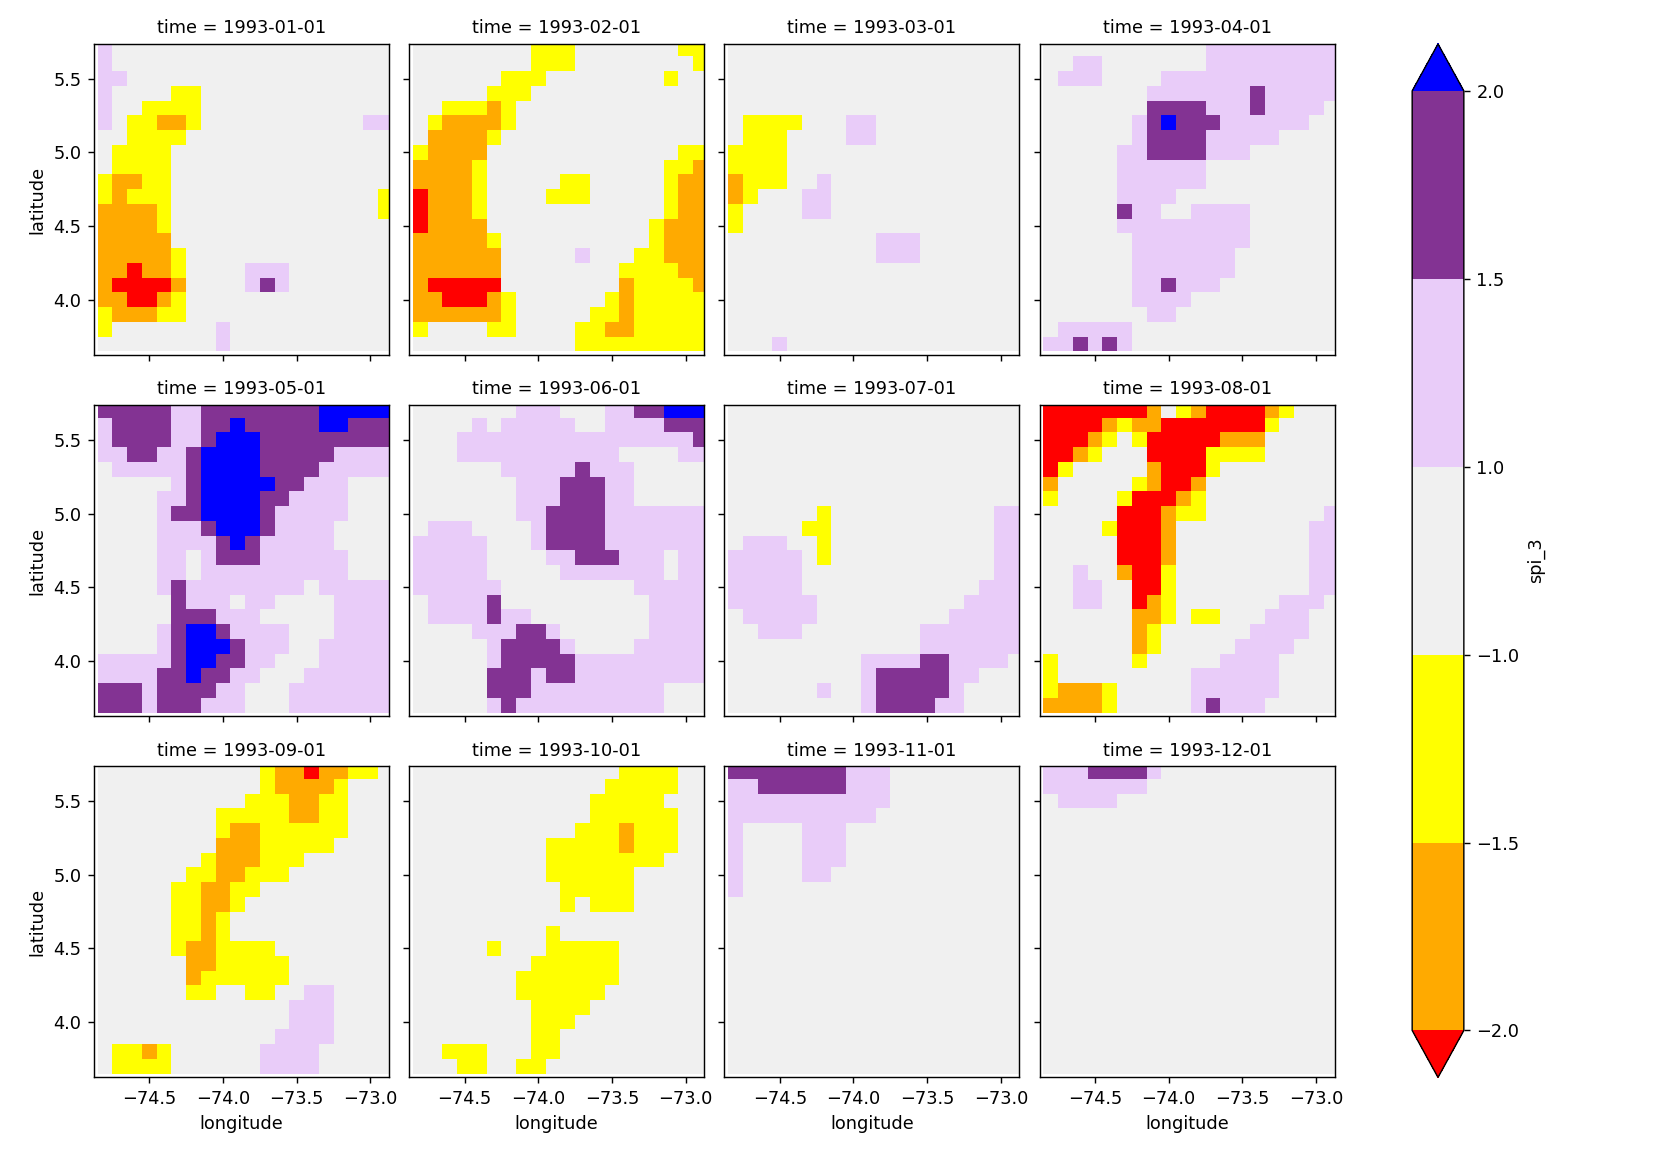 time = 1993-01-01 time = 1993-02-01 time = 1993-03-01 time = 1993-04-01
5.5
5.0
4.5
4.0
latitude
time = 1993-05-01 time = 1993-06-01 time = 1993-07-01 time = 1993-08-01
5.5
5.0
4.5
4.0
latitude
time = 1993-09-01 time = 1993-10-01 time = 1993-11-01 time = 1993-12-01
5.5
5.0
4.5
4.0
latitude
−74.5 −74.0 −73.5 −73.0 −74.5 −74.0 −73.5 −73.0 −74.5 −74.0 −73.5 −73.0 −74.5 −74.0 −73.5 −73.0
longitude longitude longitude longitude
2.0
1.5
1.0
−1.0
−1.5
−2.0
spi_3